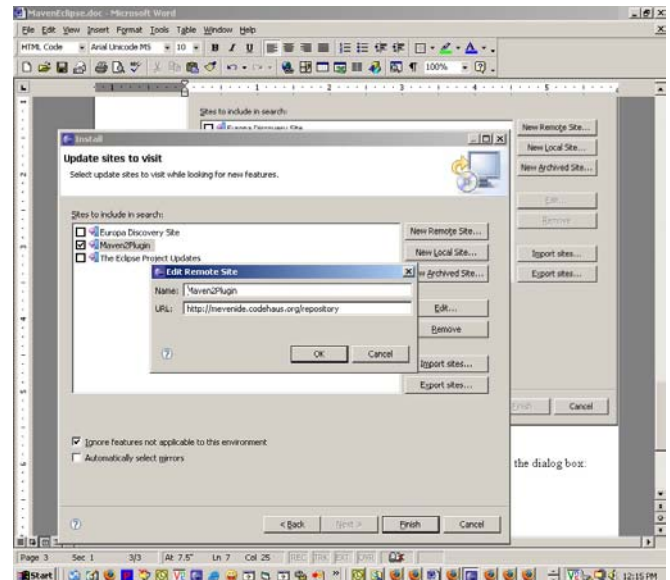 MavenEclipse.doc - Microsoft Word
File Edit View Insert Format Tools Table Window Help
HTML Code Arial Unicode MS 10 B I U
100%
Sites to include in search:
Europa Discovery Site
New Remote Site...
New Local Site...
New Archived Site...
Edit...
Remove
Import sites...
Export sites...
Finish Cancel
the dialog box:
Install
Update sites to visit
Select update sites to visit while looking for new features.
Sites to include in search:
Europa Discovery Site
Maven2Plugin
The Eclipse Project Updates
New Remote Site...
New Local Site...
w Archived Site...
Edit...
Remove
Import sites...
Export sites...
Edit Remote Site
Name: Maven2Plugin
URL: http://mevenide.codehaus.org/repository
OK Cancel
Ignore features not applicable to this environment
Automatically select mirrors
< Back Next > Finish Cancel
Page 3 Sec 1 3/3 At 7.5" Ln 7 Col 25 REC TRK EXT OVR
Start 12:15 PM